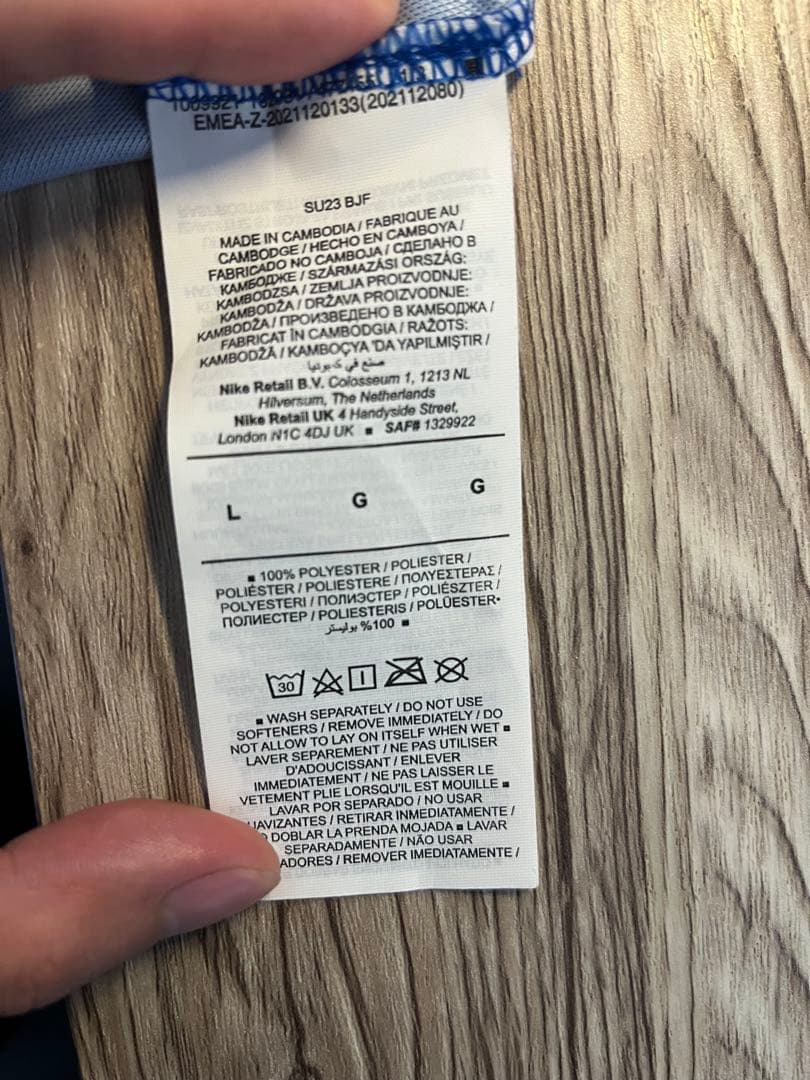 EMEA-Z-2021120133(202112080)
SU23 BJF
MADE IN CAMBODIA / FABRIQUE AU
CAMBODGE / HECHO EN CAMBOYA /
FABRICADO NO CAMBOJA / СДЕЛАНО В
КАМБОДЖЕ / SZÁRMAZÁSI ORSZÁG:
KAMBODZSA / ZEMLJA PROIZVODNJE:
KAMBODŽA / DRŽAVA PROIZVODNJE:
KAMBODŽA / ПРОИЗВЕДЕНО В КАМБОДЖА /
FABRICAT ÎN CAMBODGIA / RAŽOTS:
KAMBODŽĀ / KAMBOÇYA 'DA YAPILMIŞTIR /
صنع في كمبوديا
Nike Retail B.V. Colosseum 1, 1213 NL
Hilversum, The Netherlands
Nike Retail UK 4 Handyside Street,
London N1C 4DJ UK ■ SAF# 1329922
L G G
■ 100% POLYESTER / POLIESTER /
POLIÉSTER / POLIESTERE / ΠΟΛΥΕΣΤΕΡΑΣ /
POLYESTERI / ПОЛИЭСТЕР / POLIÉSZTER /
ПОЛИЕСТЕР / POLIESTERIS / POLÜESTER•
100% بوليستر ■
30
■ WASH SEPARATELY / DO NOT USE
SOFTENERS / REMOVE IMMEDIATELY / DO
NOT ALLOW TO LAY ON ITSELF WHEN WET ■
LAVER SEPAREMENT / NE PAS UTILISER
D'ADOUCISSANT / ENLEVER
IMMEDIATEMENT / NE PAS LAISSER LE
VETEMENT PLIE LORSQU'IL EST MOUILLE ■
LAVAR POR SEPARADO / NO USAR
UAVIZANTES / RETIRAR INMEDIATAMENTE /
DOBLAR LA PRENDA MOJADA ■ LAVAR
SEPARADAMENTE / NÃO USAR
ADORES / REMOVER IMEDIATAMENTE /